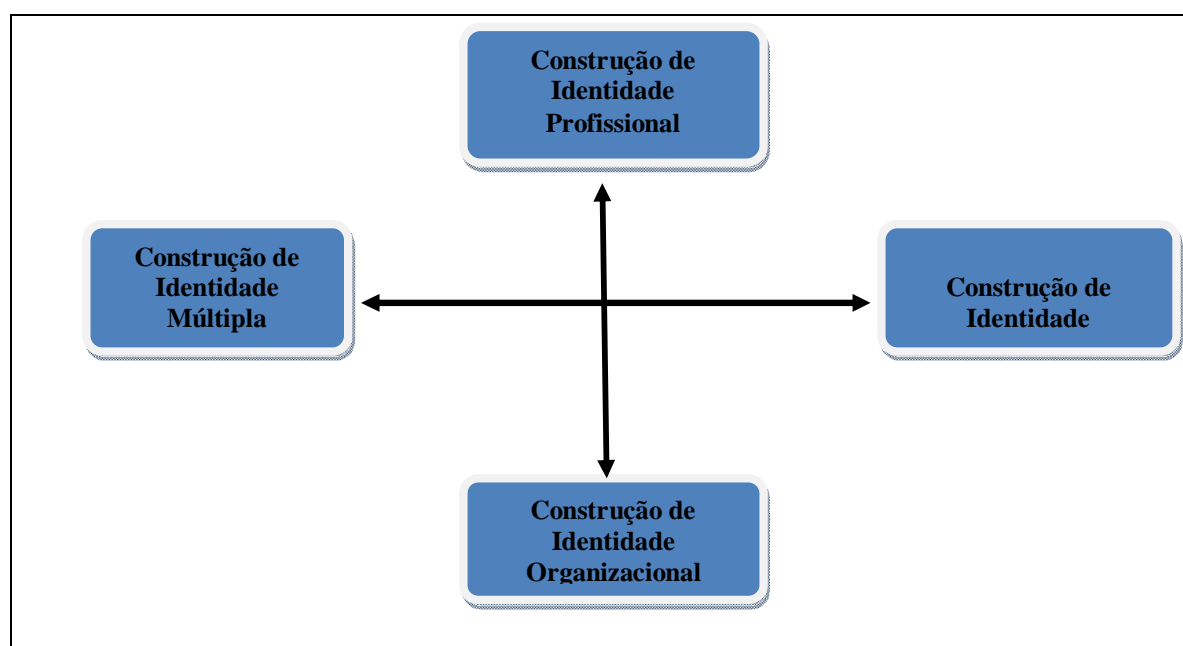 Construção de
Identidade
Profissional
Construção de
Identidade
Múltipla
Construção de
Identidade
Construção de
Identidade
Organizacional